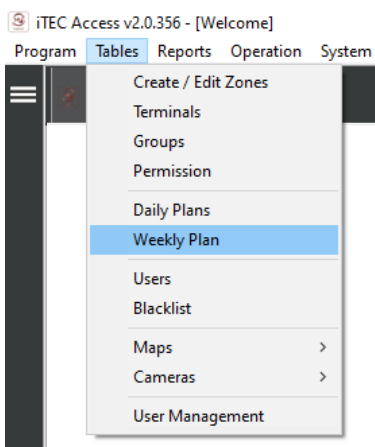 iTEC Access v2.0.356 - [Welcome]
Program Tables Reports Operation System
Create / Edit Zones
Terminals
Groups
Permission
Daily Plans
Weekly Plan
Users
Blacklist
Maps
Cameras
User Management